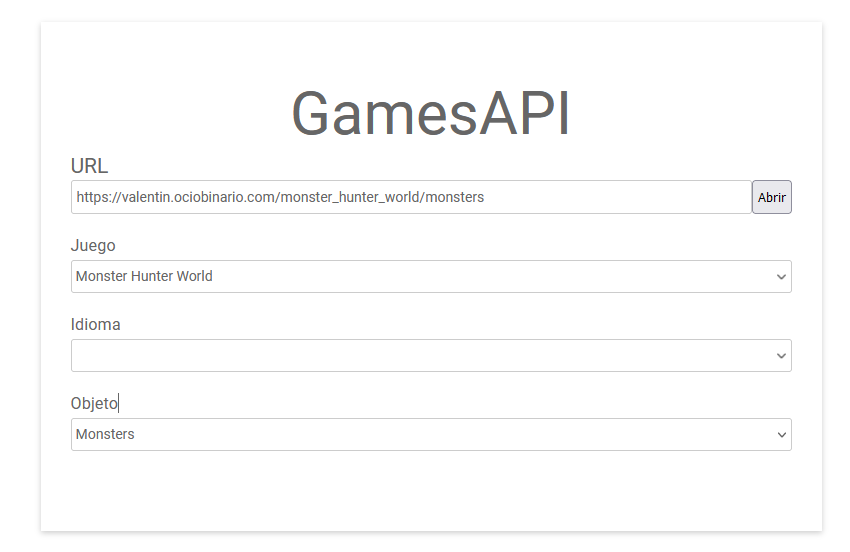 GamesAPI
URL
https://valentin.ociobinario.com/monster_hunter_world/monsters
Abrir
Juego
Monster Hunter World
Idioma
Objeto
Monsters